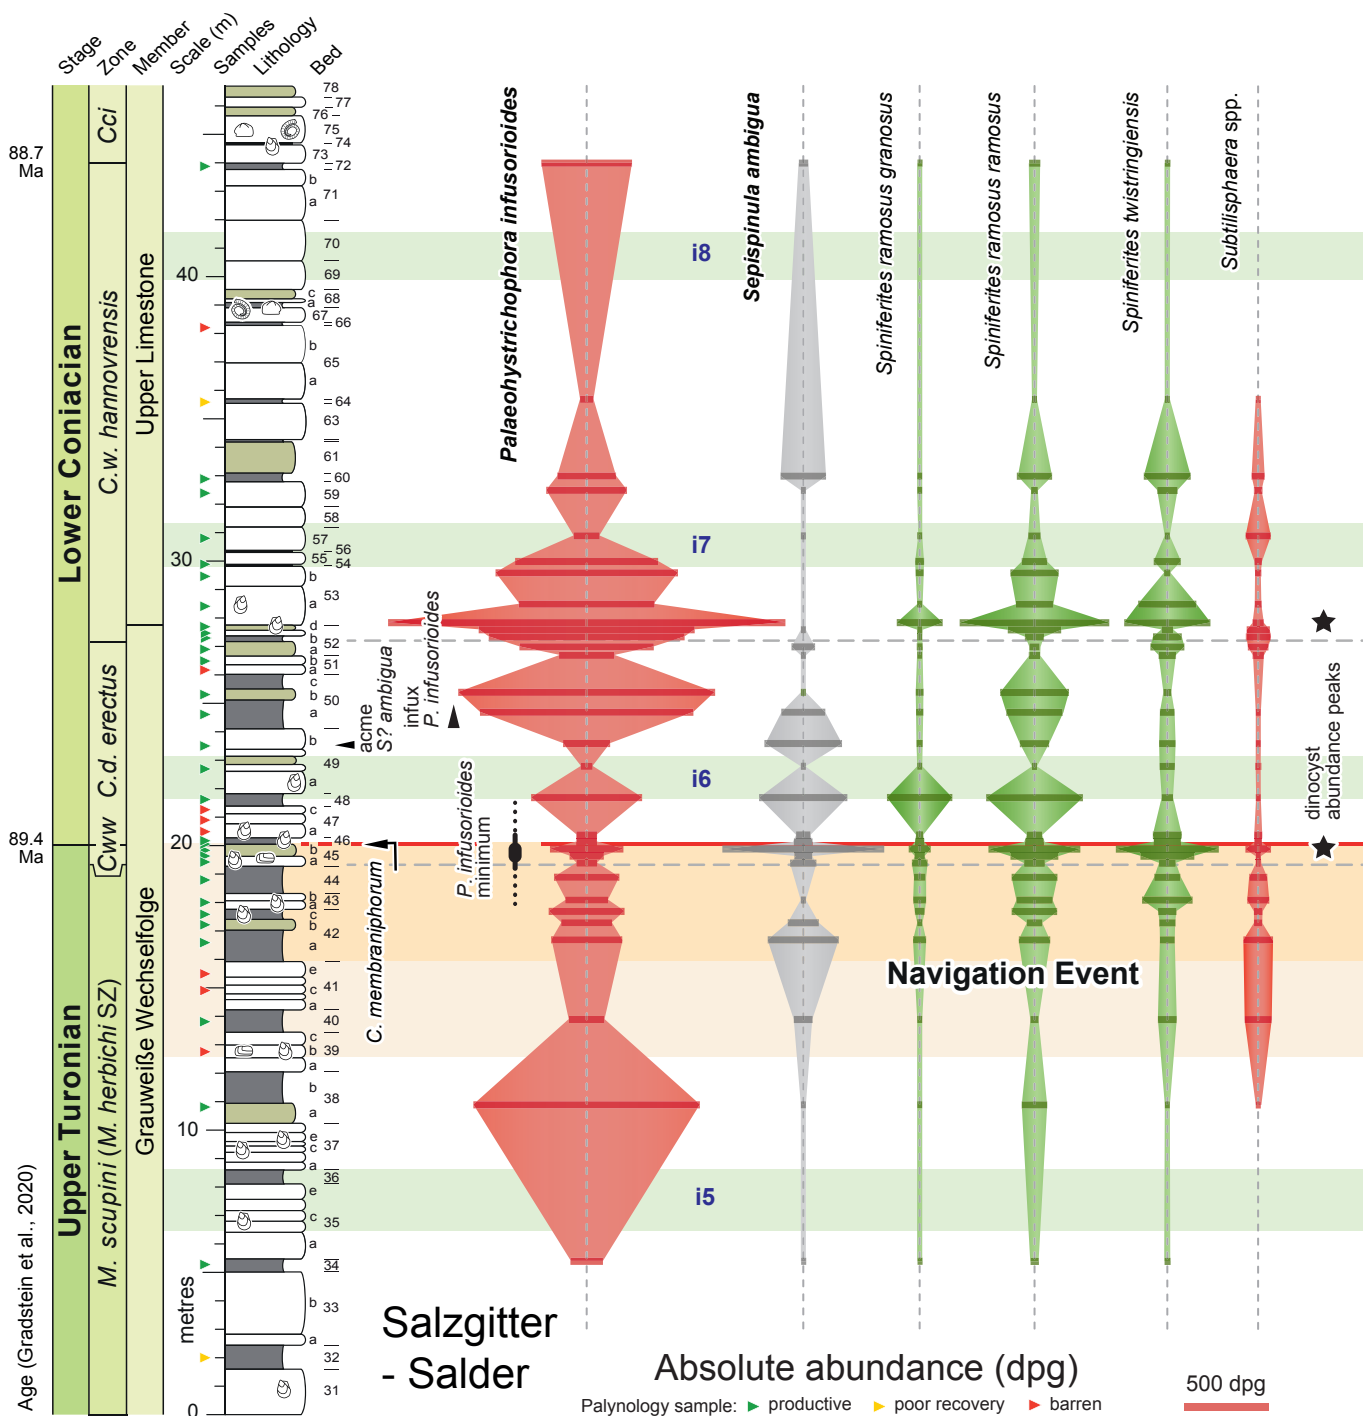 Stage
Zone
Member
Scale (m)
Samples
Lithology
Bed
Age (Gradstein et al., 2020)
88.7
Ma
89.4
Ma
Lower Coniacian
Upper Turonian
Cci
C.w. hannovrensis
C.d. erectus
Cww
M. scupini (M. herbichi SZ)
Upper Limestone
Grauweiße Wechselfolge
40
30
20
10
0
metres
78
77
76
75
74
73
72
b
71
a
70
69
c
68
a
67
66
b
65
a
64
63
61
60
59
58
57
56
55
54
b
53
a
d
b
52
a
b
51
a
c
b
50
a
b
49
a
48
c
47
a
46
b
45
a
44
b
43
a
c
b
42
a
e
41
c
a
40
c
b
39
a
b
38
a
e
37
c
a
36
e
c
35
a
34
b
33
a
32
31
Palaeohystrichophora infusorioides
Sepispinula ambigua
Spiniferites ramosus granosus
Spiniferites ramosus ramosus
Spiniferites twistringiensis
Subtilisphaera spp.
i8
i7
i6
i5
acme
S? ambigua
infux
P. infusorioides
P. infusorioides
minimum
C. membraniphorum
dinocyst
abundance peaks
Navigation Event
Salzgitter
- Salder
Absolute abundance (dpg)
500 dpg
Palynology sample: productive poor recovery barren